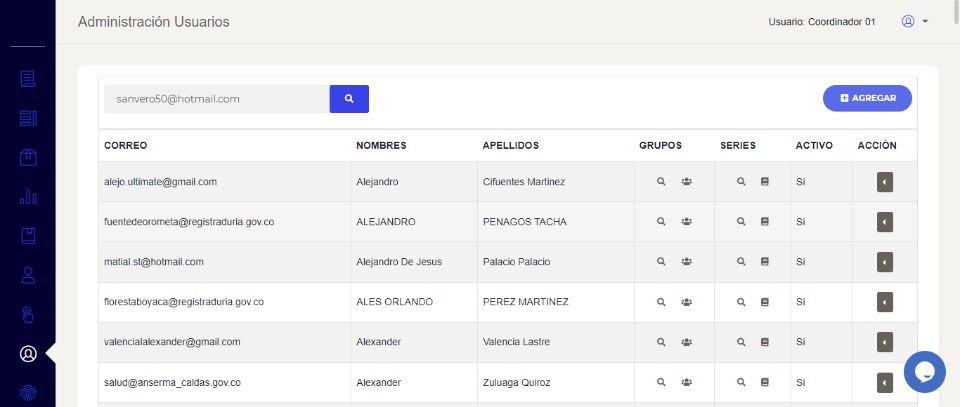 Administración Usuarios
Usuario: Coordinador 01
sanvero50@hotmail.com
AGREGAR
CORREO NOMBRES APELLIDOS GRUPOS SERIES ACTIVO ACCIÓN
alejo.ultimate@gmail.com Alejandro Cifuentes Martinez Si
fuentedeorometa@registraduria.gov.co ALEJANDRO PENAGOS TACHA Si
matial.st@hotmail.com Alejandro De Jesus Palacio Palacio Si
florestaboyaca@registraduria.gov.co ALES ORLANDO PEREZ MARTINEZ Si
valencialalexander@gmail.com Alexander Valencia Lastre Si
salud@anserma_caldas.gov.co Alexander Zuluaga Quiroz Si